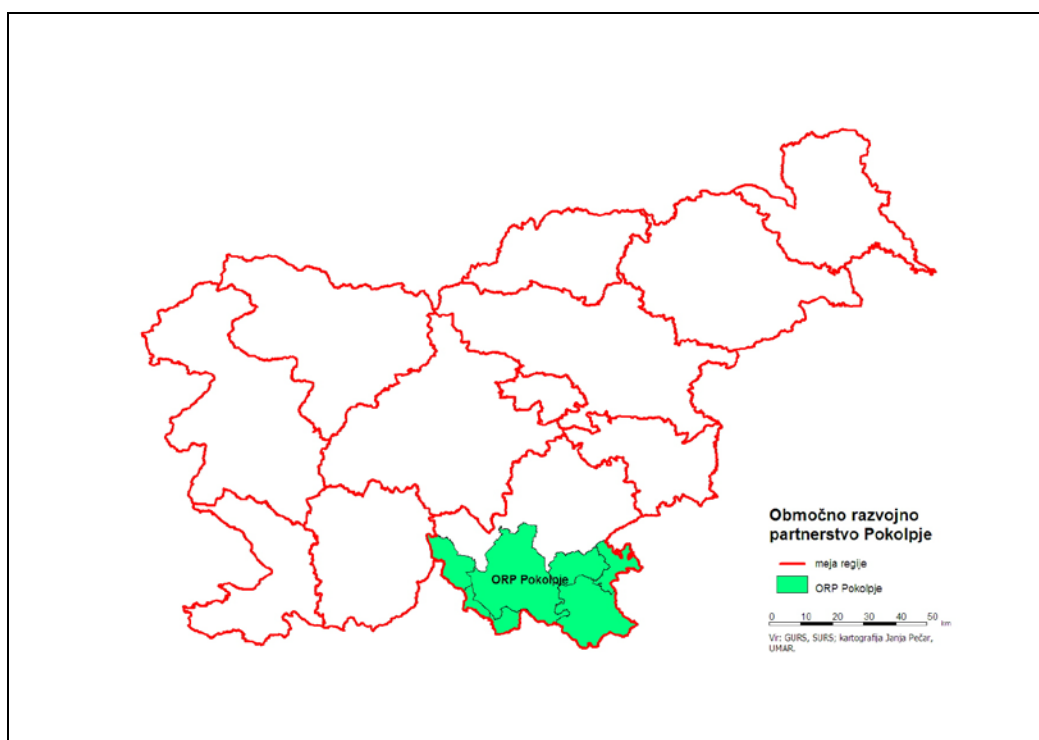 Območno razvojno
partnerstvo Pokolpje
meja regije
ORP Pokolpje
ORP Pokolpje
0 10 20 30 40 50
km
Vir: GURS, SURS; kartografija Janja Pečar,
UMAR.